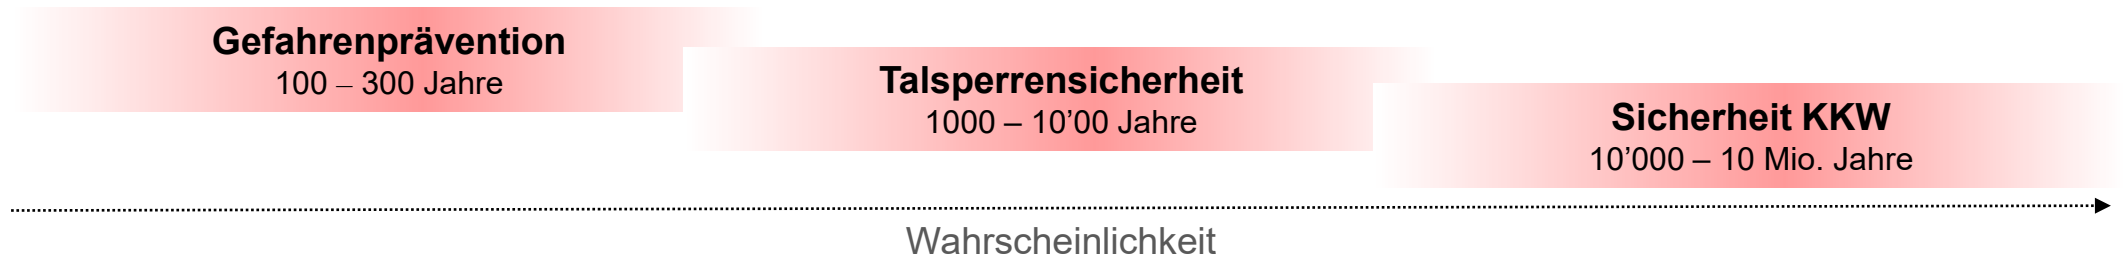 Gefahrenprävention
100 – 300 Jahre
Talsperrensicherheit
1000 – 10’00 Jahre
Sicherheit KKW
10’000 – 10 Mio. Jahre
Wahrscheinlichkeit